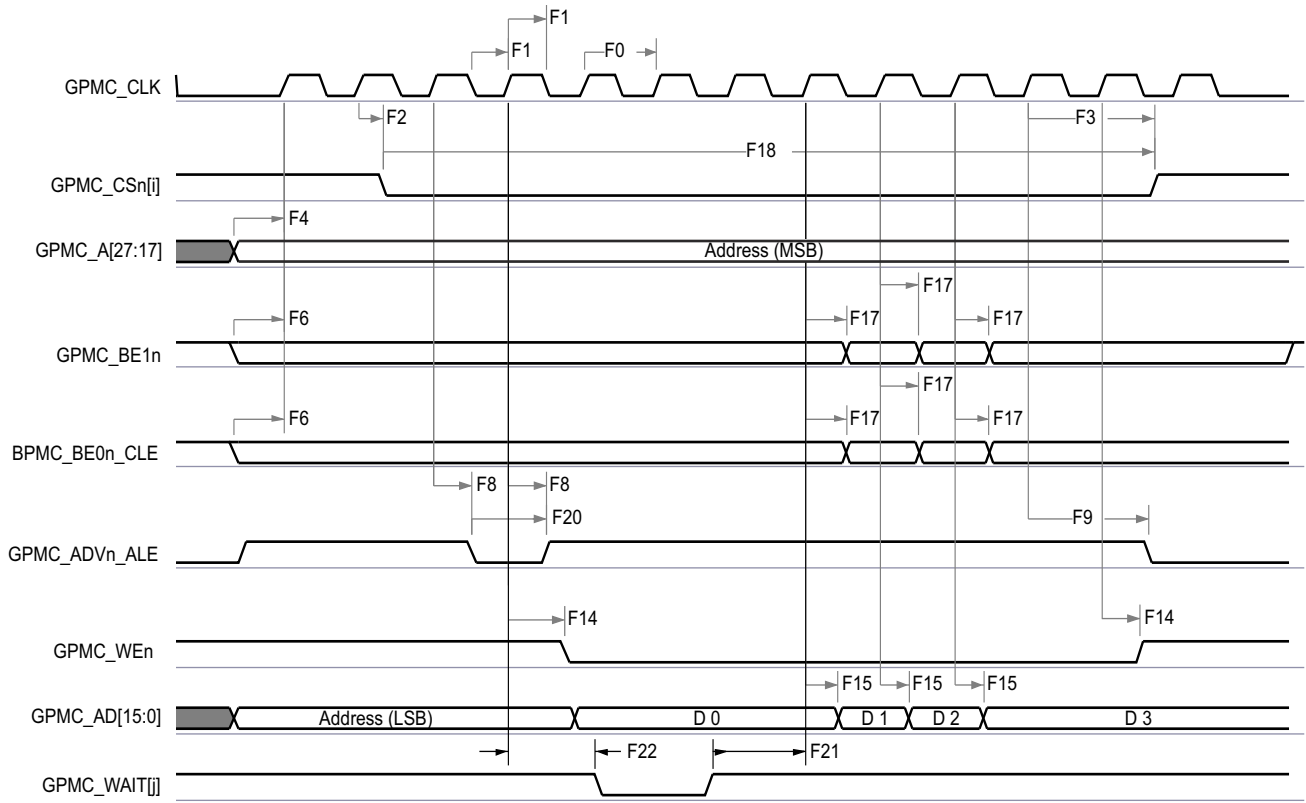 F1
F1 F0
GPMC_CLK
F2 F3
F18
GPMC_CSn[i]
F4
GPMC_A[27:17] Address (MSB)
F17
F6 F17 F17
GPMC_BE1n
F17
F6 F17 F17
BPMC_BE0n_CLE
F8 F8
F20 F9
GPMC_ADVn_ALE
F14 F14
GPMC_WEn
F15 F15 F15
GPMC_AD[15:0] Address (LSB) D 0 D 1 D 2 D 3
F22 F21
GPMC_WAIT[j]